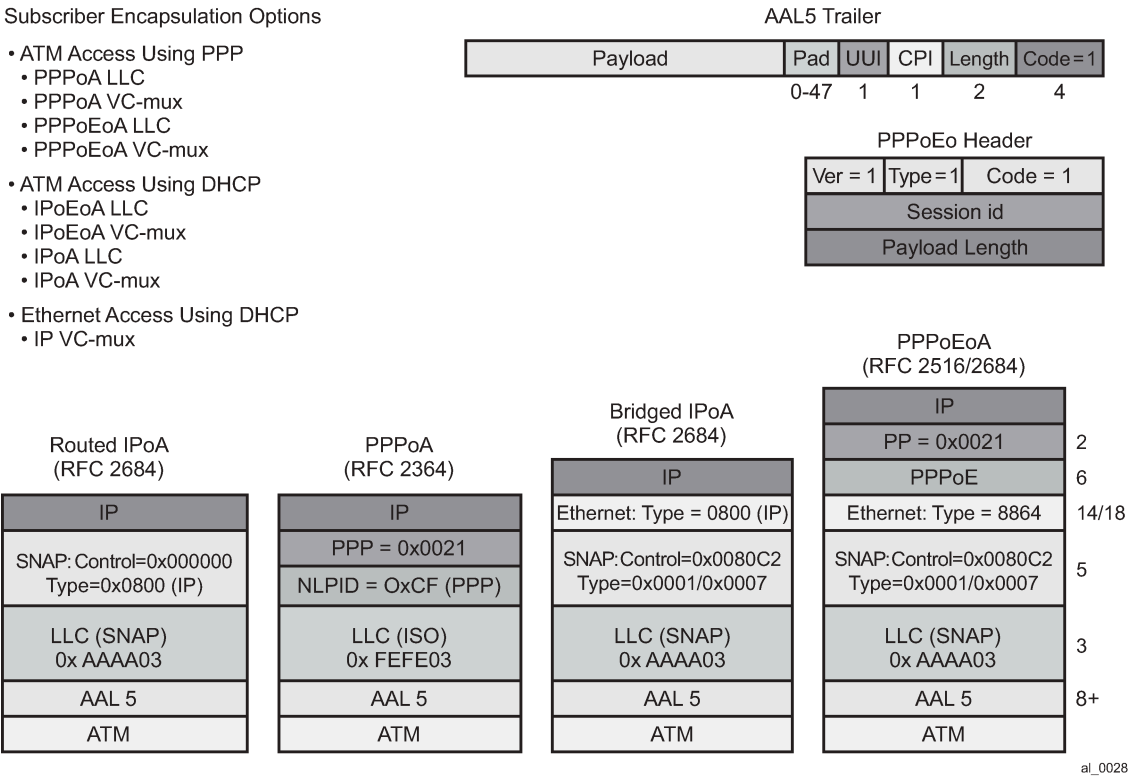 Subscriber Encapsulation Options
• ATM Access Using PPP
• PPPoA LLC
• PPPoA VC-mux
• PPPoEoA LLC
• PPPoEoA VC-mux
• ATM Access Using DHCP
• IPoEoA LLC
• IPoEoA VC-mux
• IPoA LLC
• IPoA VC-mux
• Ethernet Access Using DHCP
• IP VC-mux
AAL5 Trailer
Payload Pad UUI CPI Length Code=1
0-47 1 1 2 4
PPPoEo Header
Ver = 1 Type=1 Code = 1
Session id
Payload Length
Routed IPoA
(RFC 2684)
IP
SNAP: Control=0x000000
Type=0x0800 (IP)
LLC (SNAP)
0x AAAA03
AAL 5
ATM
PPPoA
(RFC 2364)
IP
PPP = 0x0021
NLPID = OxCF (PPP)
LLC (ISO)
0x FEFE03
AAL 5
ATM
Bridged IPoA
(RFC 2684)
IP
Ethernet: Type = 0800 (IP)
SNAP: Control=0x0080C2
Type=0x0001/0x0007
LLC (SNAP)
0x AAAA03
AAL 5
ATM
PPPoEoA
(RFC 2516/2684)
IP
PP = 0x0021 2
PPPoE 6
Ethernet: Type = 8864 14/18
SNAP: Control=0x0080C2
Type=0x0001/0x0007 5
LLC (SNAP)
0x AAAA03 3
AAL 5 8+
ATM
al_0028